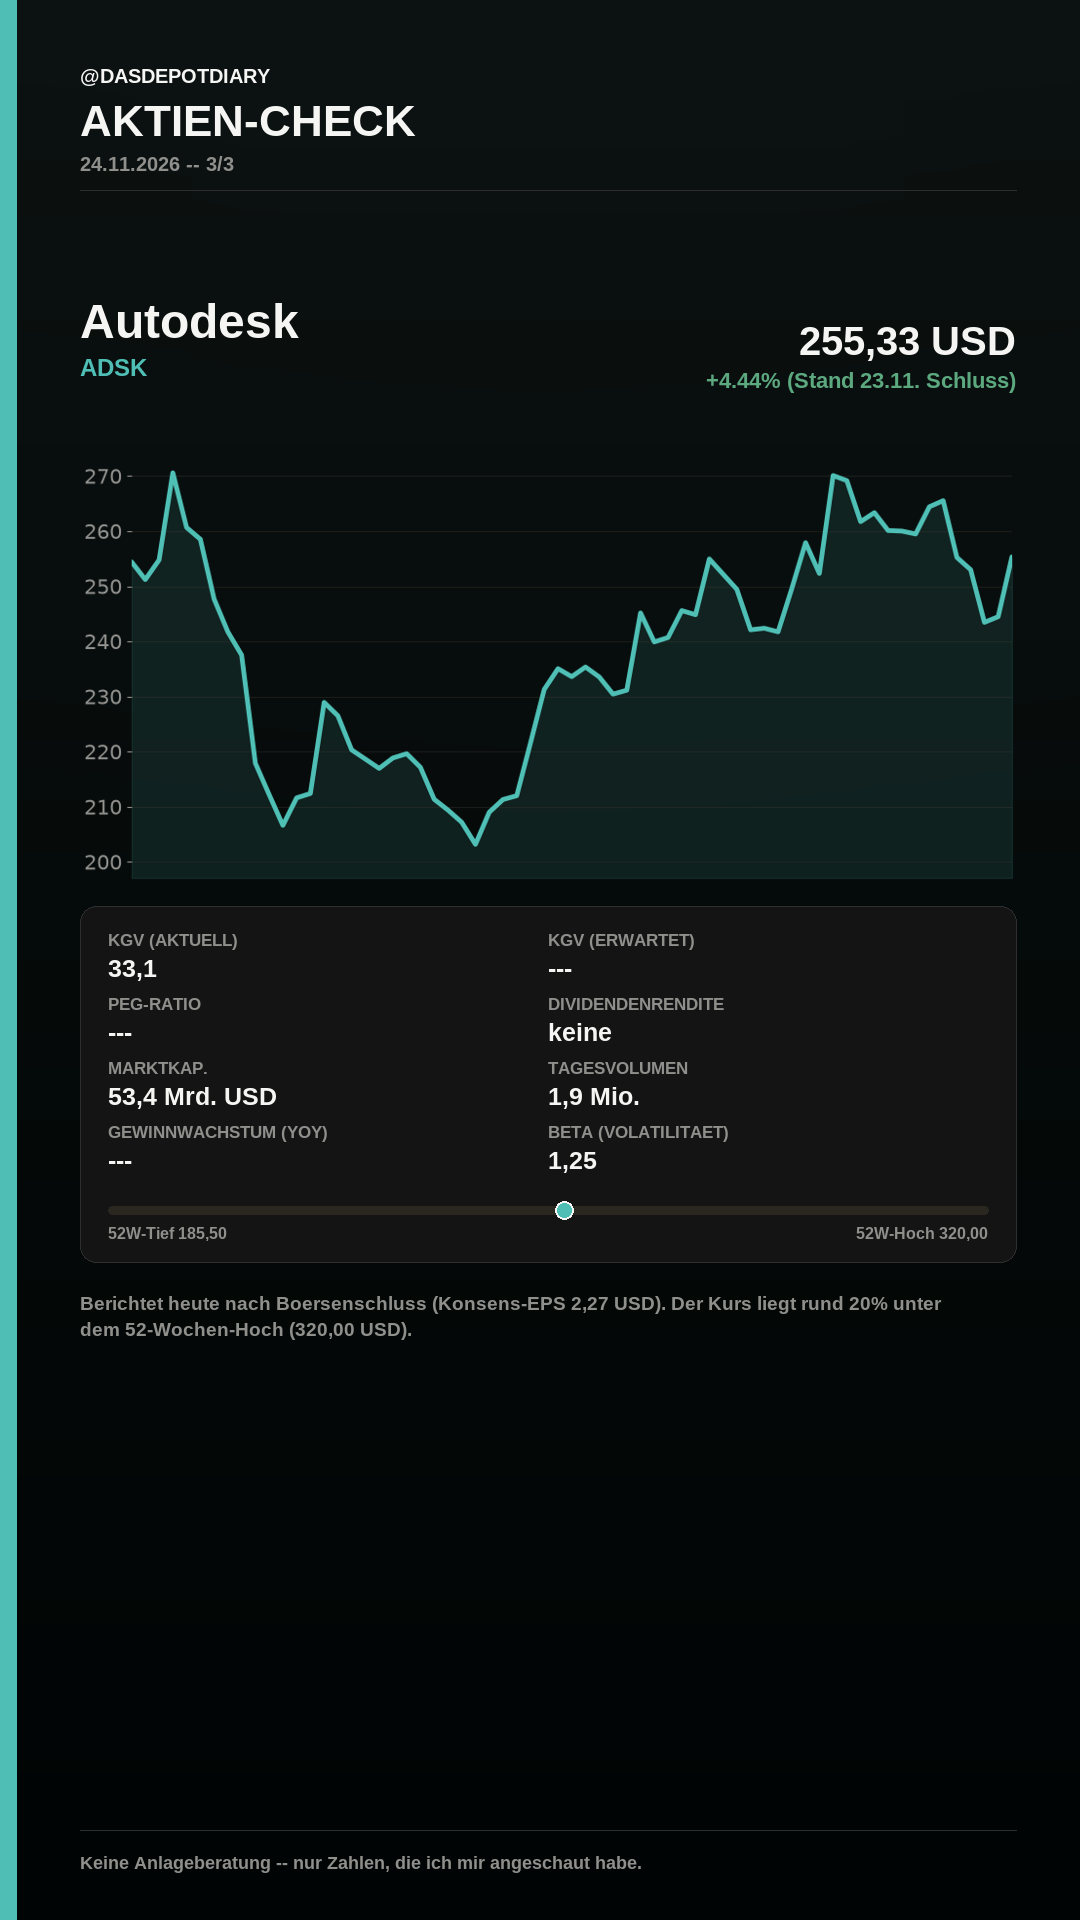 @DASDEPOTDIARY
AKTIEN-CHECK
24.11.2026 -- 3/3
Autodesk
ADSK
255,33 USD
+4.44% (Stand 23.11. Schluss)
270
260
250
240
230
220
210
200
KGV (AKTUELL)
33,1
KGV (ERWARTET)
---
PEG-RATIO
---
DIVIDENDENRENDITE
keine
MARKTKAP.
53,4 Mrd. USD
TAGESVOLUMEN
1,9 Mio.
GEWINNWACHSTUM (YOY)
---
BETA (VOLATILITAET)
1,25
52W-Tief 185,50
52W-Hoch 320,00
Berichtet heute nach Boersenschluss (Konsens-EPS 2,27 USD). Der Kurs liegt rund 20% unter
dem 52-Wochen-Hoch (320,00 USD).
Keine Anlageberatung -- nur Zahlen, die ich mir angeschaut habe.